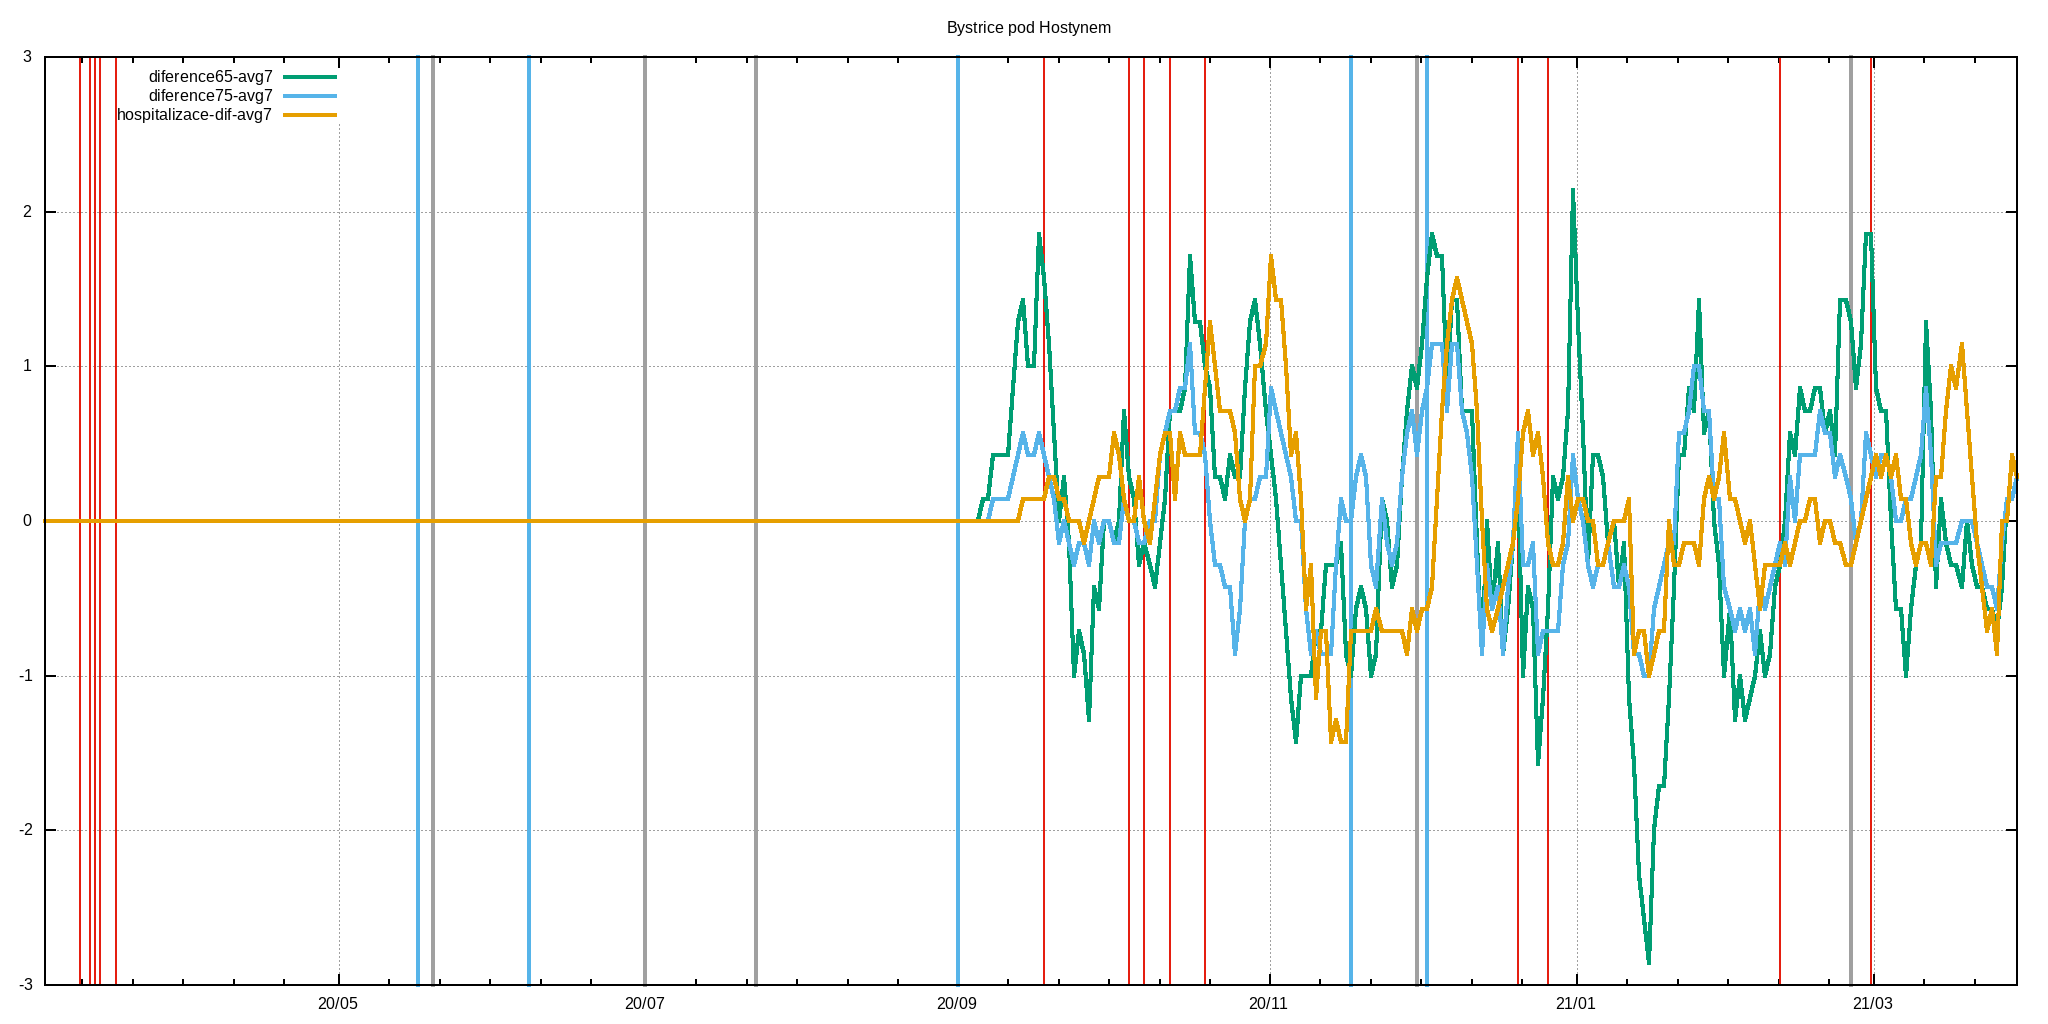 Bystrice pod Hostynem
3
diference65-avg7
diference75-avg7
hospitalizace-dif-avg7
2
1
0
-1
-2
-3
20/05 20/07 20/09 20/11 21/01 21/03